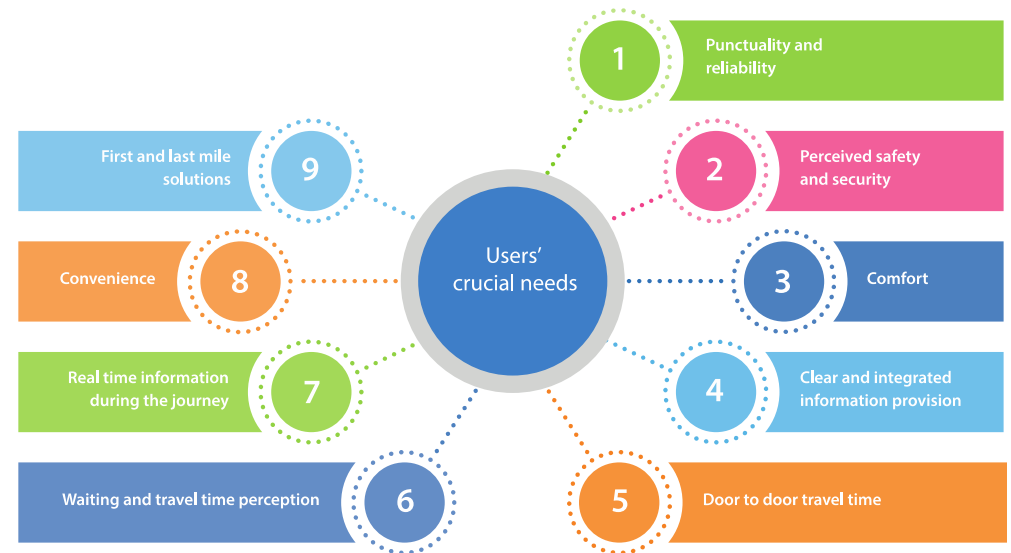 Users’
crucial needs
1
Punctuality and
reliability
2
Perceived safety
and security
3
Comfort
4
Clear and integrated
information provision
5
Door to door travel time
6
Waiting and travel time perception
7
Real time information
during the journey
8
Convenience
9
First and last mile
solutions